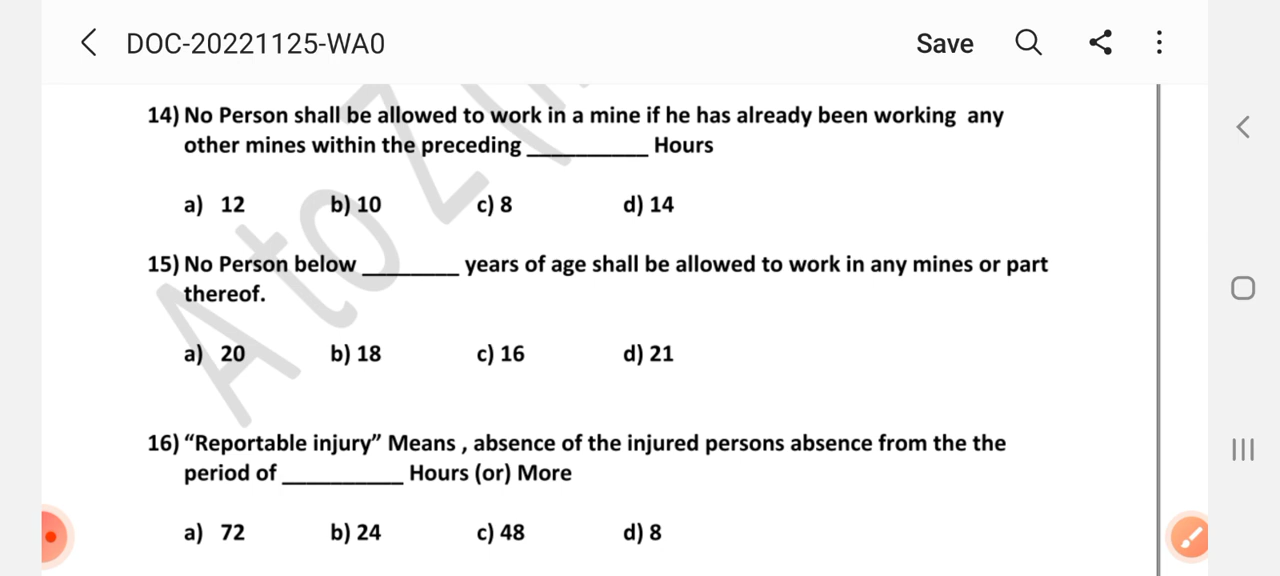 DOC-20221125-WA0
Save
14) No Person shall be allowed to work in a mine if he has already been working any
other mines within the preceding __________ Hours
a) 12 b) 10 c) 8 d) 14
15) No Person below ________ years of age shall be allowed to work in any mines or part
thereof.
a) 20 b) 18 c) 16 d) 21
16) “Reportable injury” Means , absence of the injured persons absence from the the
period of __________ Hours (or) More
a) 72 b) 24 c) 48 d) 8
A to Z